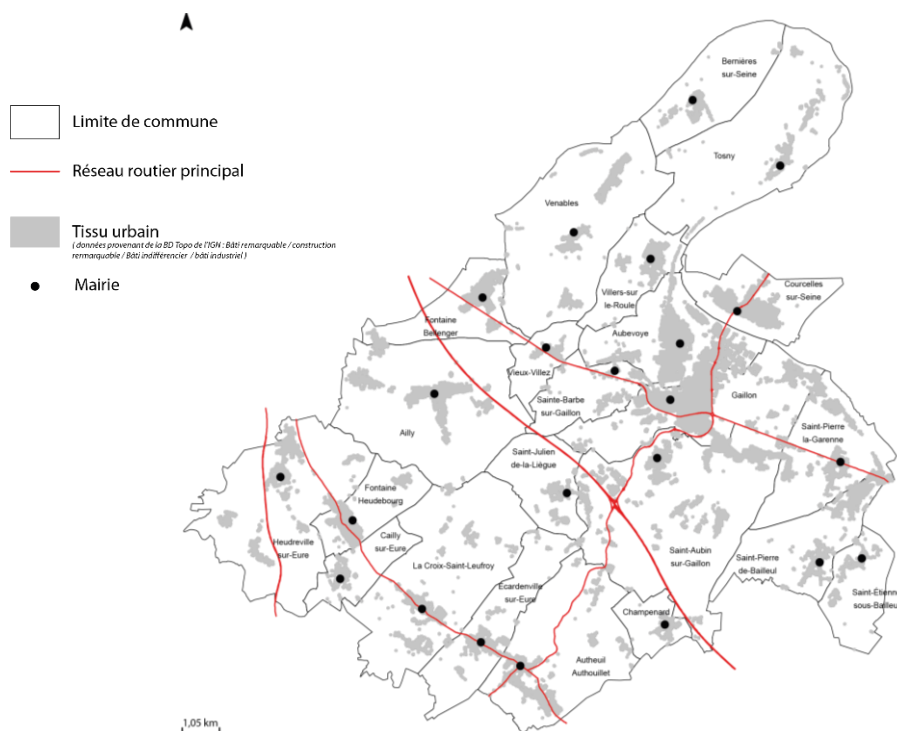 Limite de commune
Réseau routier principal
Tissu urbain
( données provenant de la BD Topo de l'IGN : Bâti remarquable / construction
rermarquable / Bâti indifférencier / bâti industriel )
Mairie
Bernières
sur-Seine
Tosny
Venables
Villers-sur
le-Roule
Courcelles
sur-Seine
Fontaine
Bellenger
Aubevoye
Vieux-Villez
Sainte-Barbe
sur-Gaillon
Gaillon
Ailly
Saint-Pierre
la-Garenne
Saint-Julien
de-la-Liègue
Fontaine
Heudebourg
Cailly
sur-Eure
Heudreville
sur-Eure
La Croix-Saint-Leufroy
Saint-Aubin
sur-Gaillon
Saint-Pierre
de-Bailleul
Ecardenville
sur-Eure
Saint-Étienne
sous-Bailleul
Champenard
Autheuil
Authouillet
1,05 km